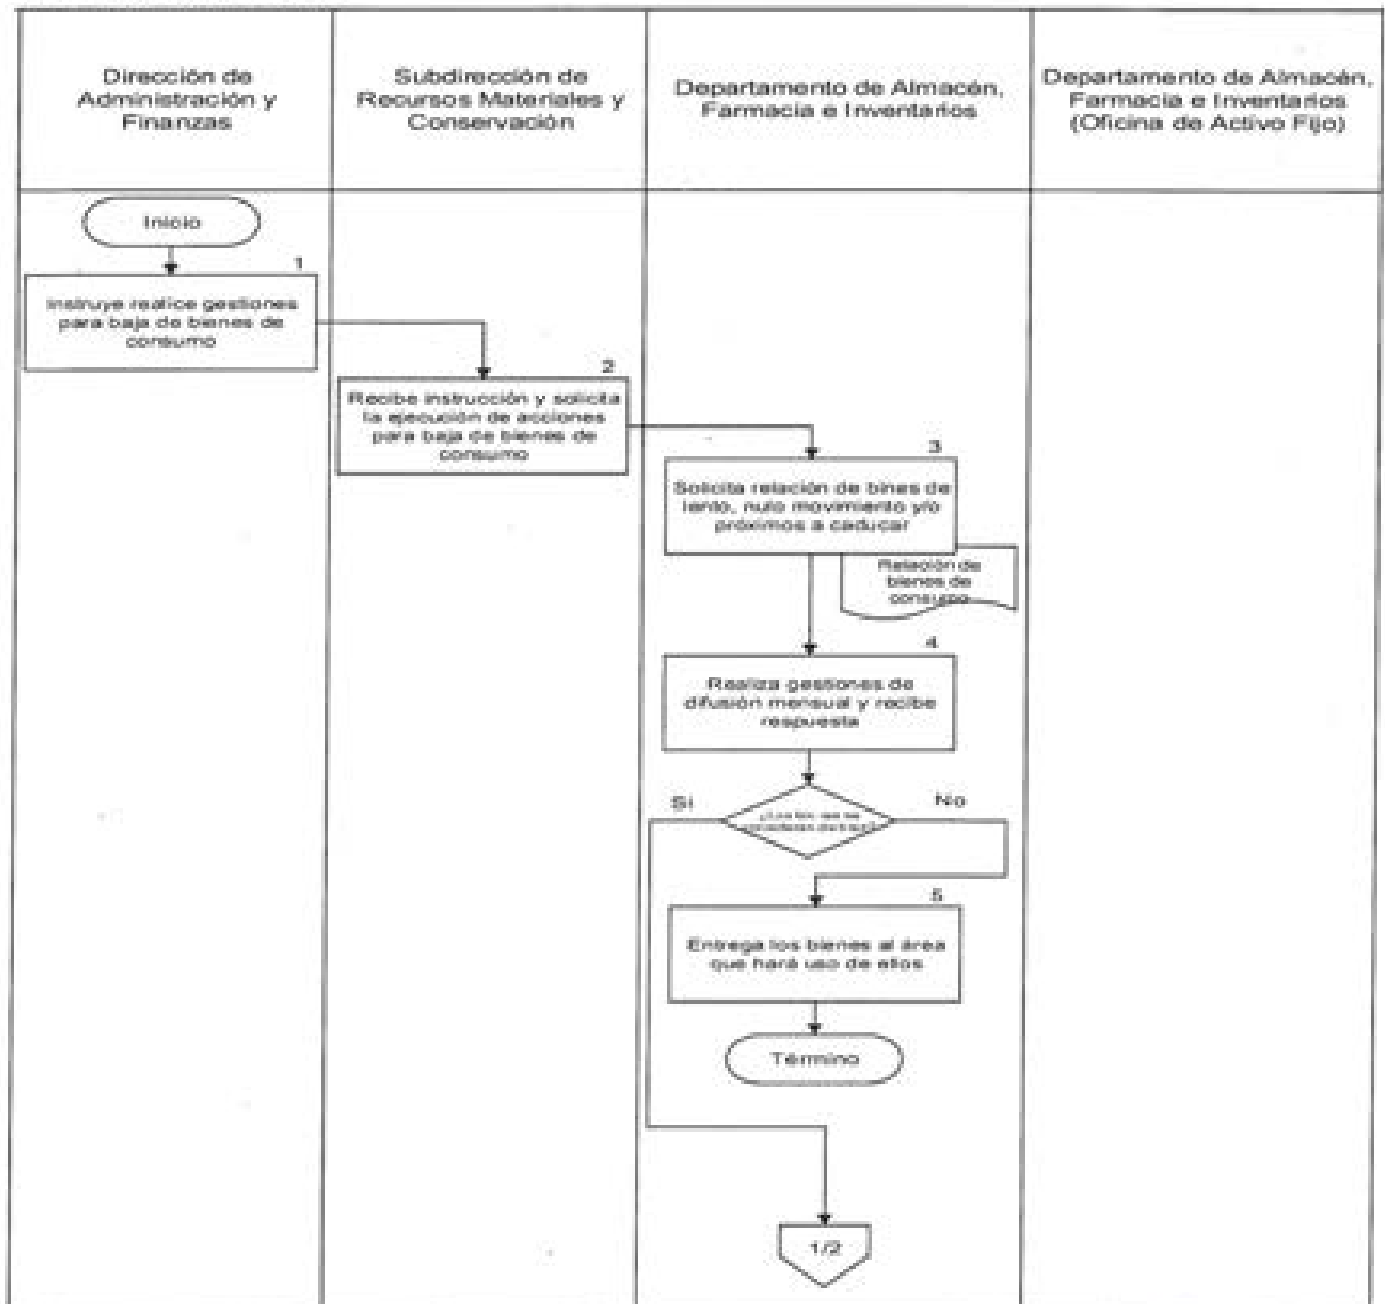 Dirección de
Administración y
Finanzas
Subdirección de
Recursos Materiales y
Conservación
Departamento de Almacén,
Farmacia e Inventarios
Departamento de Almacén,
Farmacia e Inventarios
(Oficina de Activo Fijo)
Inicio
1
Instruye realice gestiones
para baja de bienes de
consumo
2
Recibe instrucción y solicita
la ejecución de acciones
para baja de bienes de
consumo
3
Solicita relación de bines de
lento, nulo movimiento y/o
próximos a caducar
Relación de
bienes de
consumo
4
Realiza gestiones de
difusión mensual y recibe
respuesta
Si
No
5
Entrega los bienes al área
que hará uso de ellos
Término
1/2